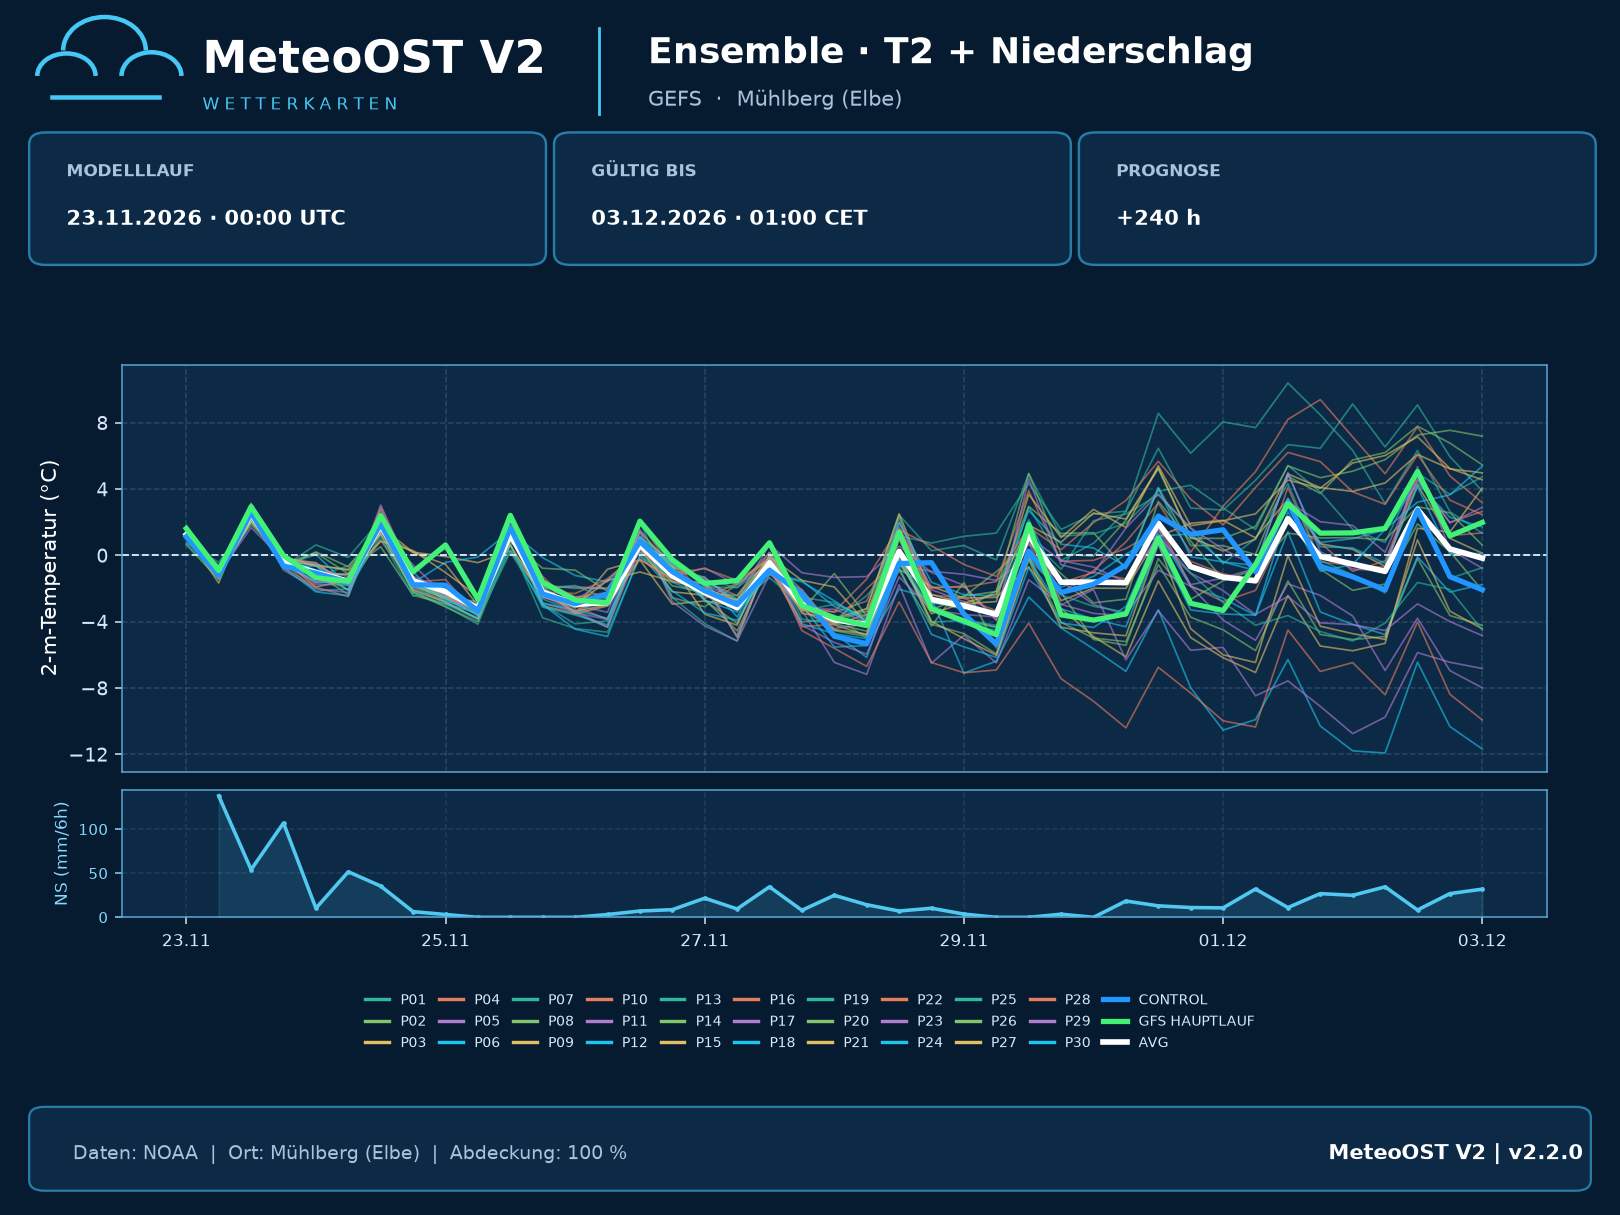 MeteoOST V2
WETTERKARTEN
Ensemble · T2 + Niederschlag
GEFS · Mühlberg (Elbe)
MODELLLAUF
23.11.2026 · 00:00 UTC
GÜLTIG BIS
03.12.2026 · 01:00 CET
PROGNOSE
+240 h
2-m-Temperatur (°C)
8
4
0
−4
−8
−12
NS (mm/6h)
100
50
0
23.11 25.11 27.11 29.11 01.12 03.12
P01 P04 P07 P10 P13 P16 P19 P22 P25 P28 CONTROL
P02 P05 P08 P11 P14 P17 P20 P23 P26 P29 GFS HAUPTLAUF
P03 P06 P09 P12 P15 P18 P21 P24 P27 P30 AVG
Daten: NOAA | Ort: Mühlberg (Elbe) | Abdeckung: 100 %
MeteoOST V2 | v2.2.0